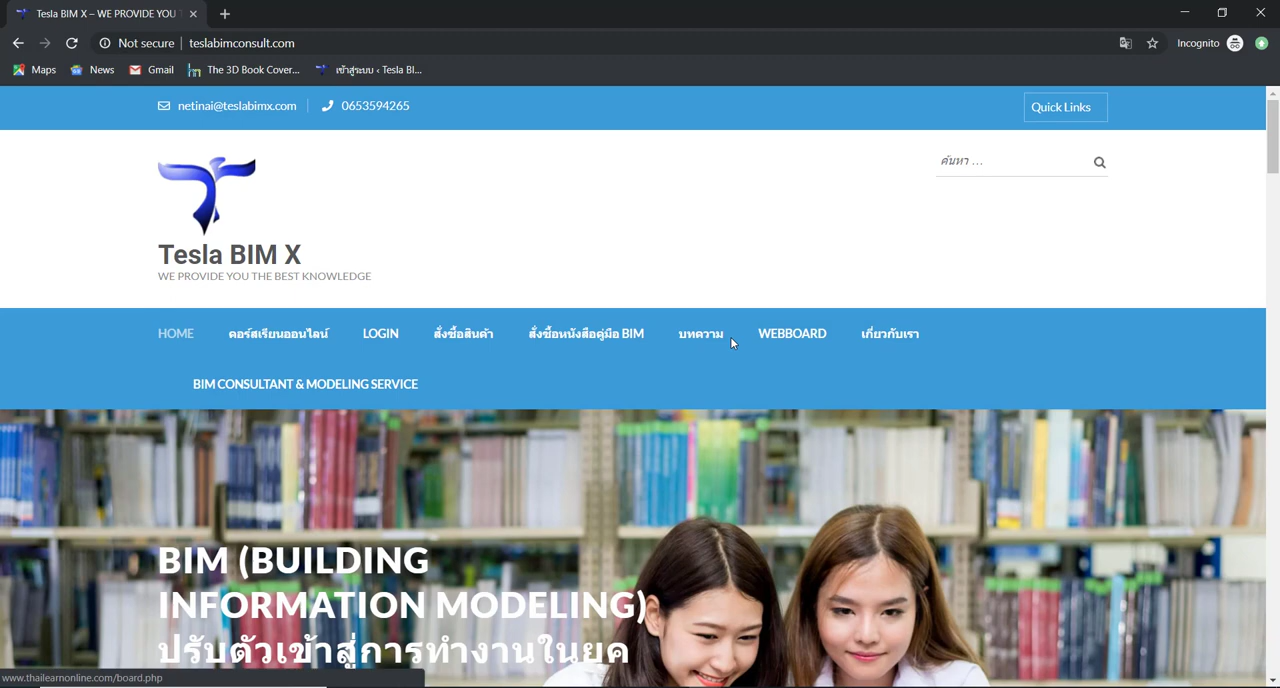 Tesla BIM X – WE PROVIDE YOU T
Not secure teslabimconsult.com Incognito
Maps News Gmail The 3D Book Cover... เข้าสู่ระบบ ‹ Tesla BI...
netinai@teslabimx.com 0653594265 Quick Links
ค้นหา …
Tesla BIM X
WE PROVIDE YOU THE BEST KNOWLEDGE
HOME คอร์สเรียนออนไลน์ LOGIN สั่งซื้อสินค้า สั่งซื้อหนังสือคู่มือ BIM บทความ WEBBOARD เกี่ยวกับเรา
BIM CONSULTANT & MODELING SERVICE
BIM (BUILDING
INFORMATION MODELING)
ปรับตัวเข้าสู่การทำงานในยุค
www.thailearnonline.com/board.php